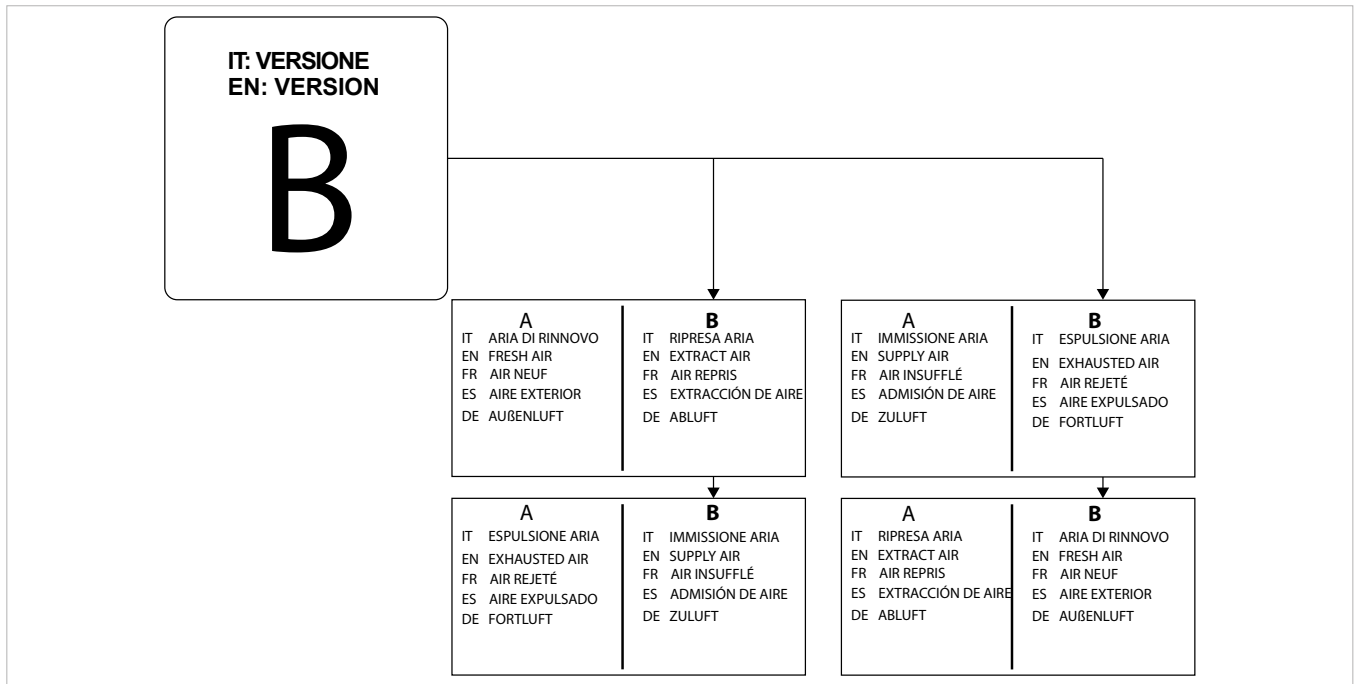 IT: VERSIONE
EN: VERSION
B
A
IT ARIA DI RINNOVO
EN FRESH AIR
FR AIR NEUF
ES AIRE EXTERIOR
DE AUßENLUFT
B
IT RIPRESA ARIA
EN EXTRACT AIR
FR AIR REPRIS
ES EXTRACCIÓN DE AIRE
DE ABLUFT
A
IT IMMISSIONE ARIA
EN SUPPLY AIR
FR AIR INSUFFLÉ
ES ADMISIÓN DE AIRE
DE ZULUFT
B
IT ESPULSIONE ARIA
EN EXHAUSTED AIR
FR AIR REJETÉ
ES AIRE EXPULSADO
DE FORTLUFT
A
IT ESPULSIONE ARIA
EN EXHAUSTED AIR
FR AIR REJETÉ
ES AIRE EXPULSADO
DE FORTLUFT
B
IT IMMISSIONE ARIA
EN SUPPLY AIR
FR AIR INSUFFLÉ
ES ADMISIÓN DE AIRE
DE ZULUFT
A
IT RIPRESA ARIA
EN EXTRACT AIR
FR AIR REPRIS
ES EXTRACCIÓN DE AIRE
DE ABLUFT
B
IT ARIA DI RINNOVO
EN FRESH AIR
FR AIR NEUF
ES AIRE EXTERIOR
DE AUßENLUFT